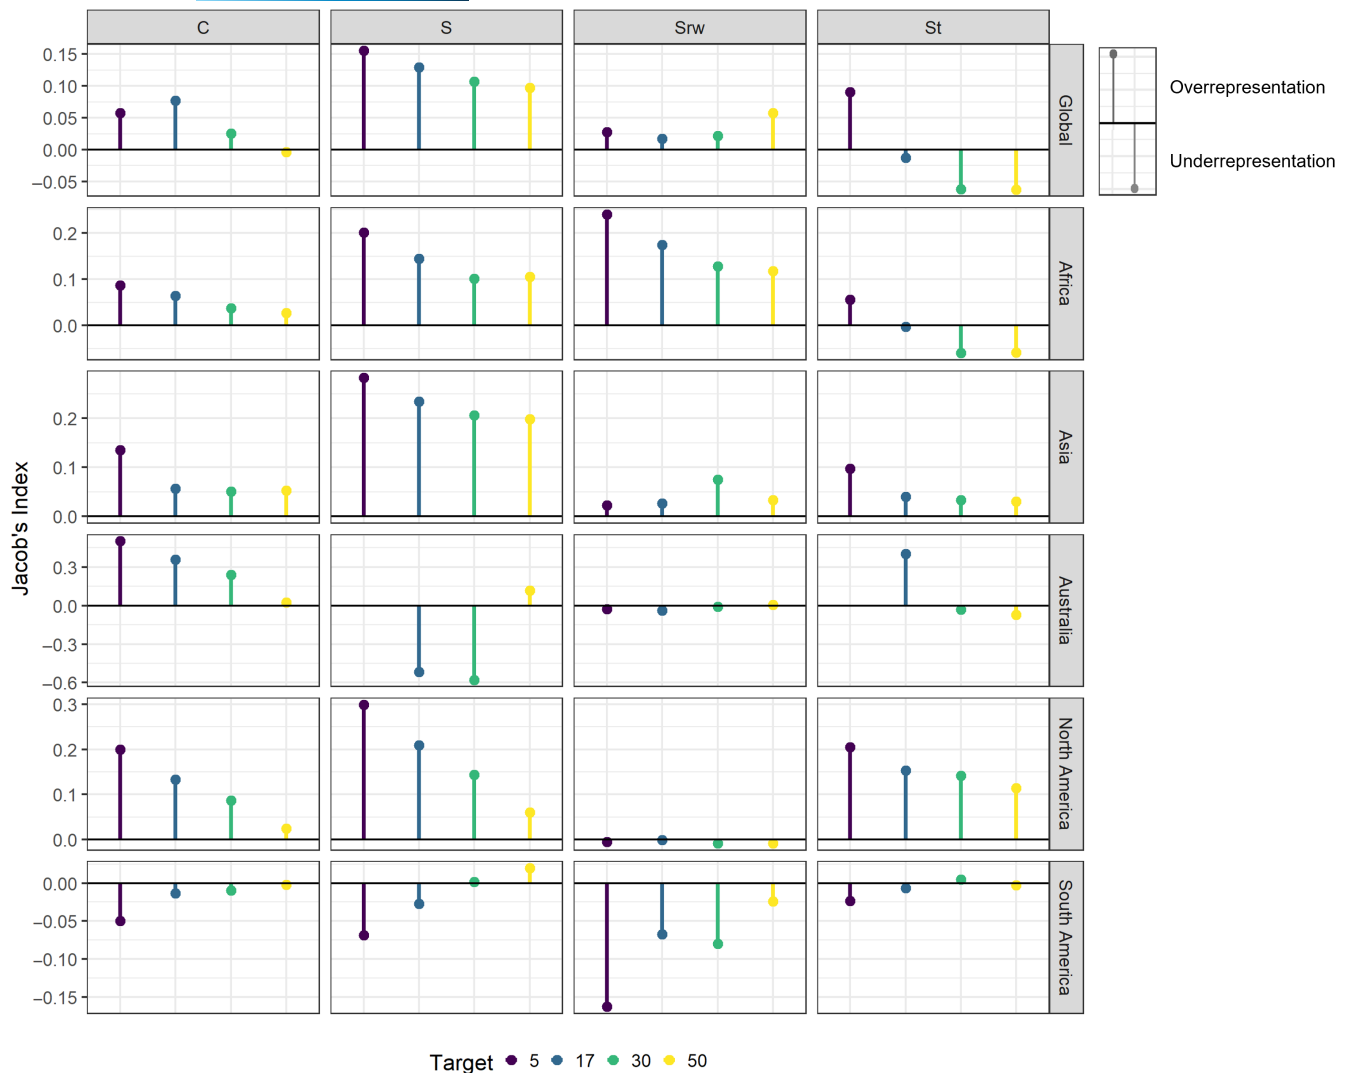 C S Srw St
0.15
0.10
0.05
0.00
−0.05
Global
Overrepresentation
Underrepresentation
0.2
0.1
0.0
Africa
0.2
0.1
0.0
Asia
Jacob's Index
0.3
0.0
−0.3
−0.6
Australia
0.3
0.2
0.1
0.0
North America
0.00
−0.05
−0.10
−0.15
South America
Target 5 17 30 50